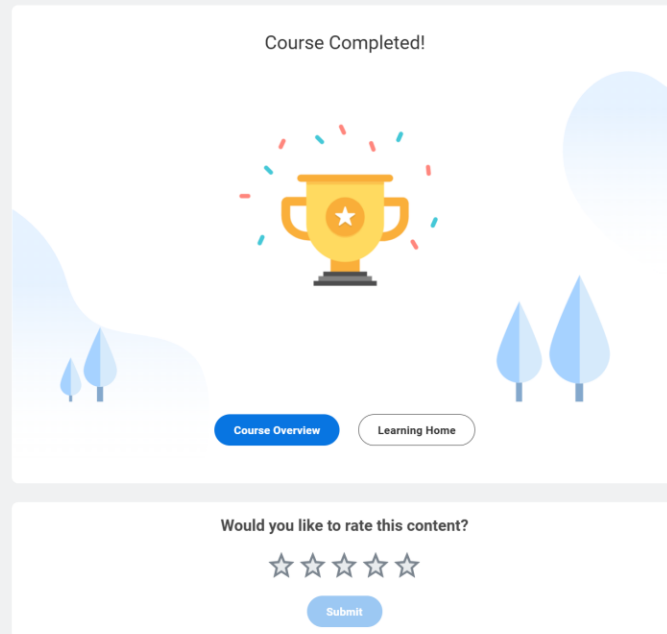 Course Completed!
Course Overview Learning Home
Would you like to rate this content?
Submit